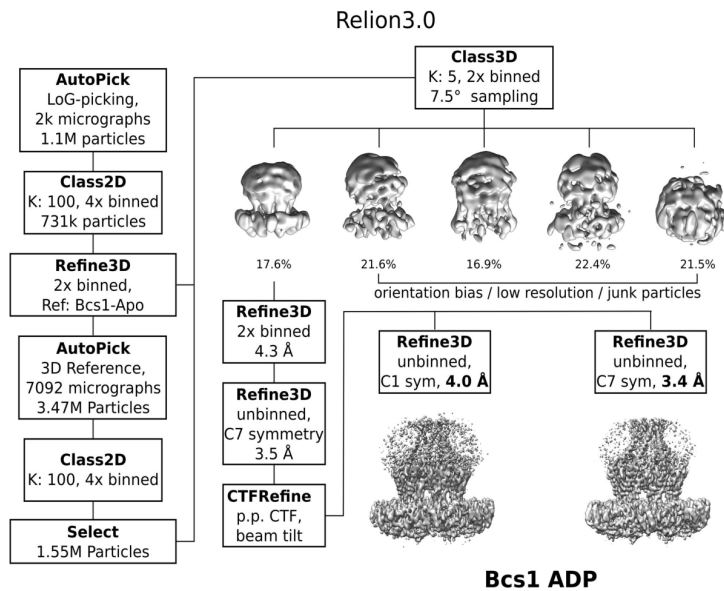 Relion3.0
AutoPick
LoG-picking,
2k micrographs
1.1M particles
Class2D
K: 100, 4x binned
731k particles
Refine3D
2x binned,
Ref: Bcs1-Apo
AutoPick
3D Reference,
7092 micrographs
3.47M Particles
Class2D
K: 100, 4x binned
Select
1.55M Particles
Class3D
K: 5, 2x binned
7.5° sampling
17.6%
21.6%
16.9%
22.4%
21.5%
orientation bias / low resolution / junk particles
Refine3D
2x binned
4.3 Å
Refine3D
unbinned,
C7 symmetry
3.5 Å
CTFRefine
p.p. CTF,
beam tilt
Refine3D
unbinned,
C1 sym, 4.0 Å
Refine3D
unbinned,
C7 sym, 3.4 Å
Bcs1 ADP